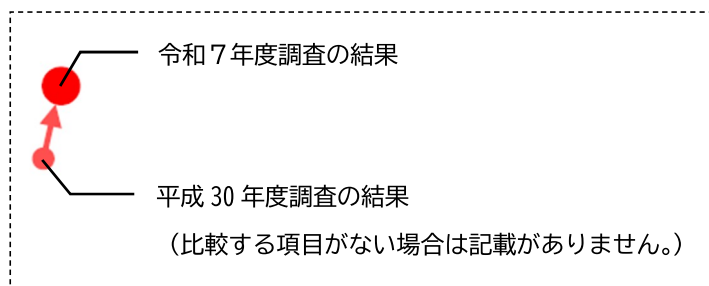 令和７年度調査の結果
平成 30 年度調査の結果
（比較する項目がない場合は記載がありません。）